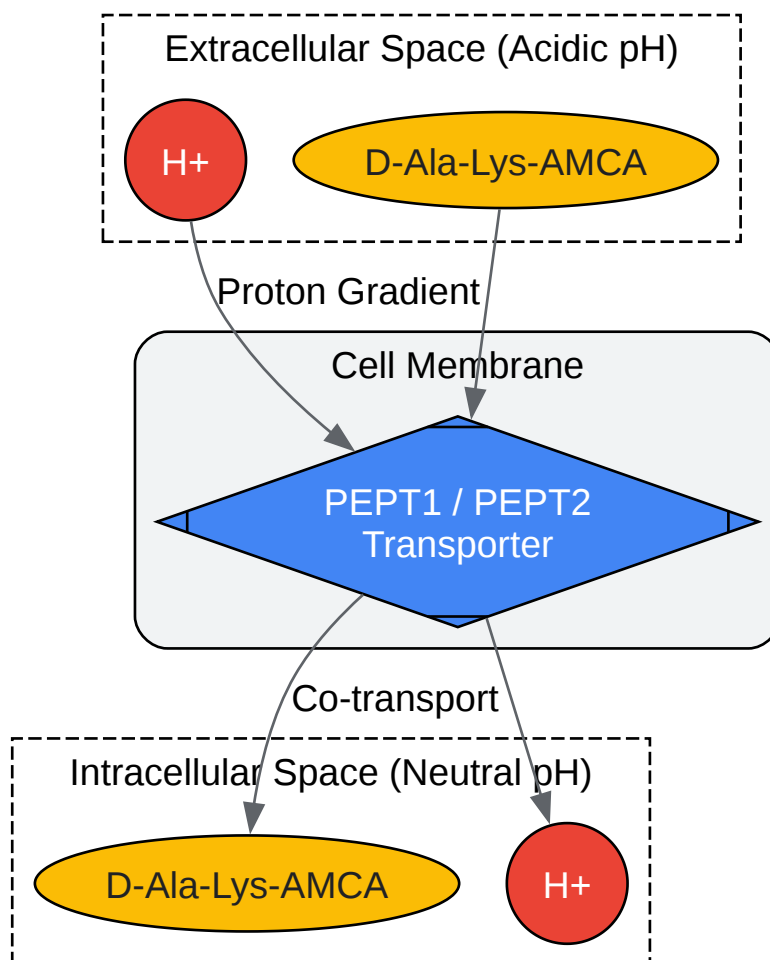 Extracellular Space (Acidic pH)
H+
D-Ala-Lys-AMCA
Proton Gradient
Cell Membrane
PEPT1 / PEPT2
Transporter
Co-transport
Intracellular Space (Neutral pH)
D-Ala-Lys-AMCA
H+